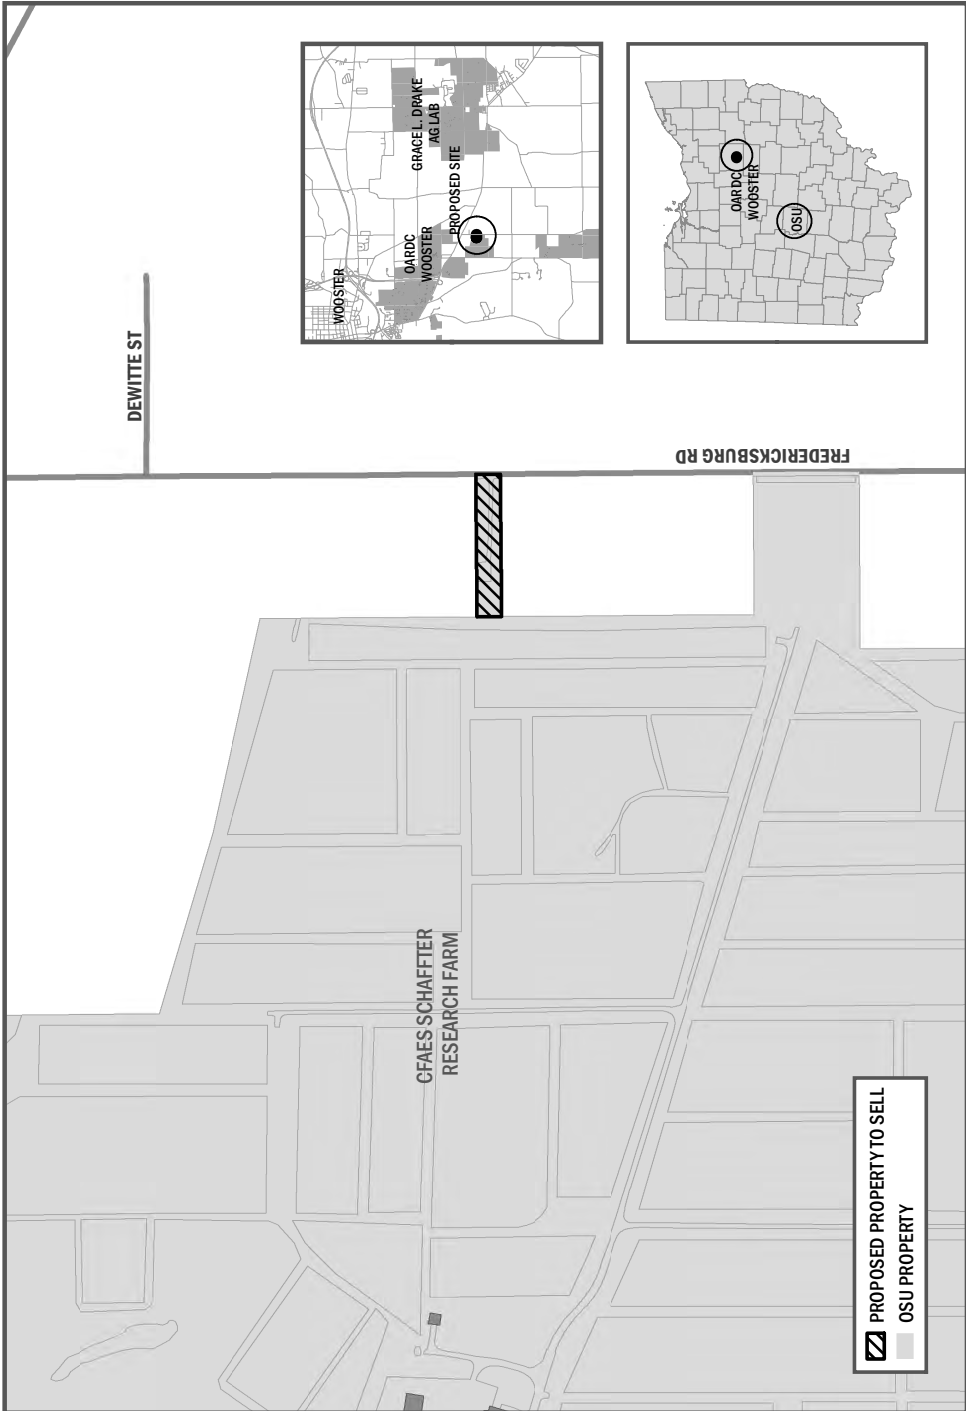 DEWITTE ST
FREDERICKSBURG RD
CFAES SCHAFFTER
RESEARCH FARM
WOOSTER
OARDC
WOOSTER
PROPOSED SITE
GRACE L. DRAKE
AG LAB
OARDC
WOOSTER
OSU
PROPOSED PROPERTY TO SELL
OSU PROPERTY